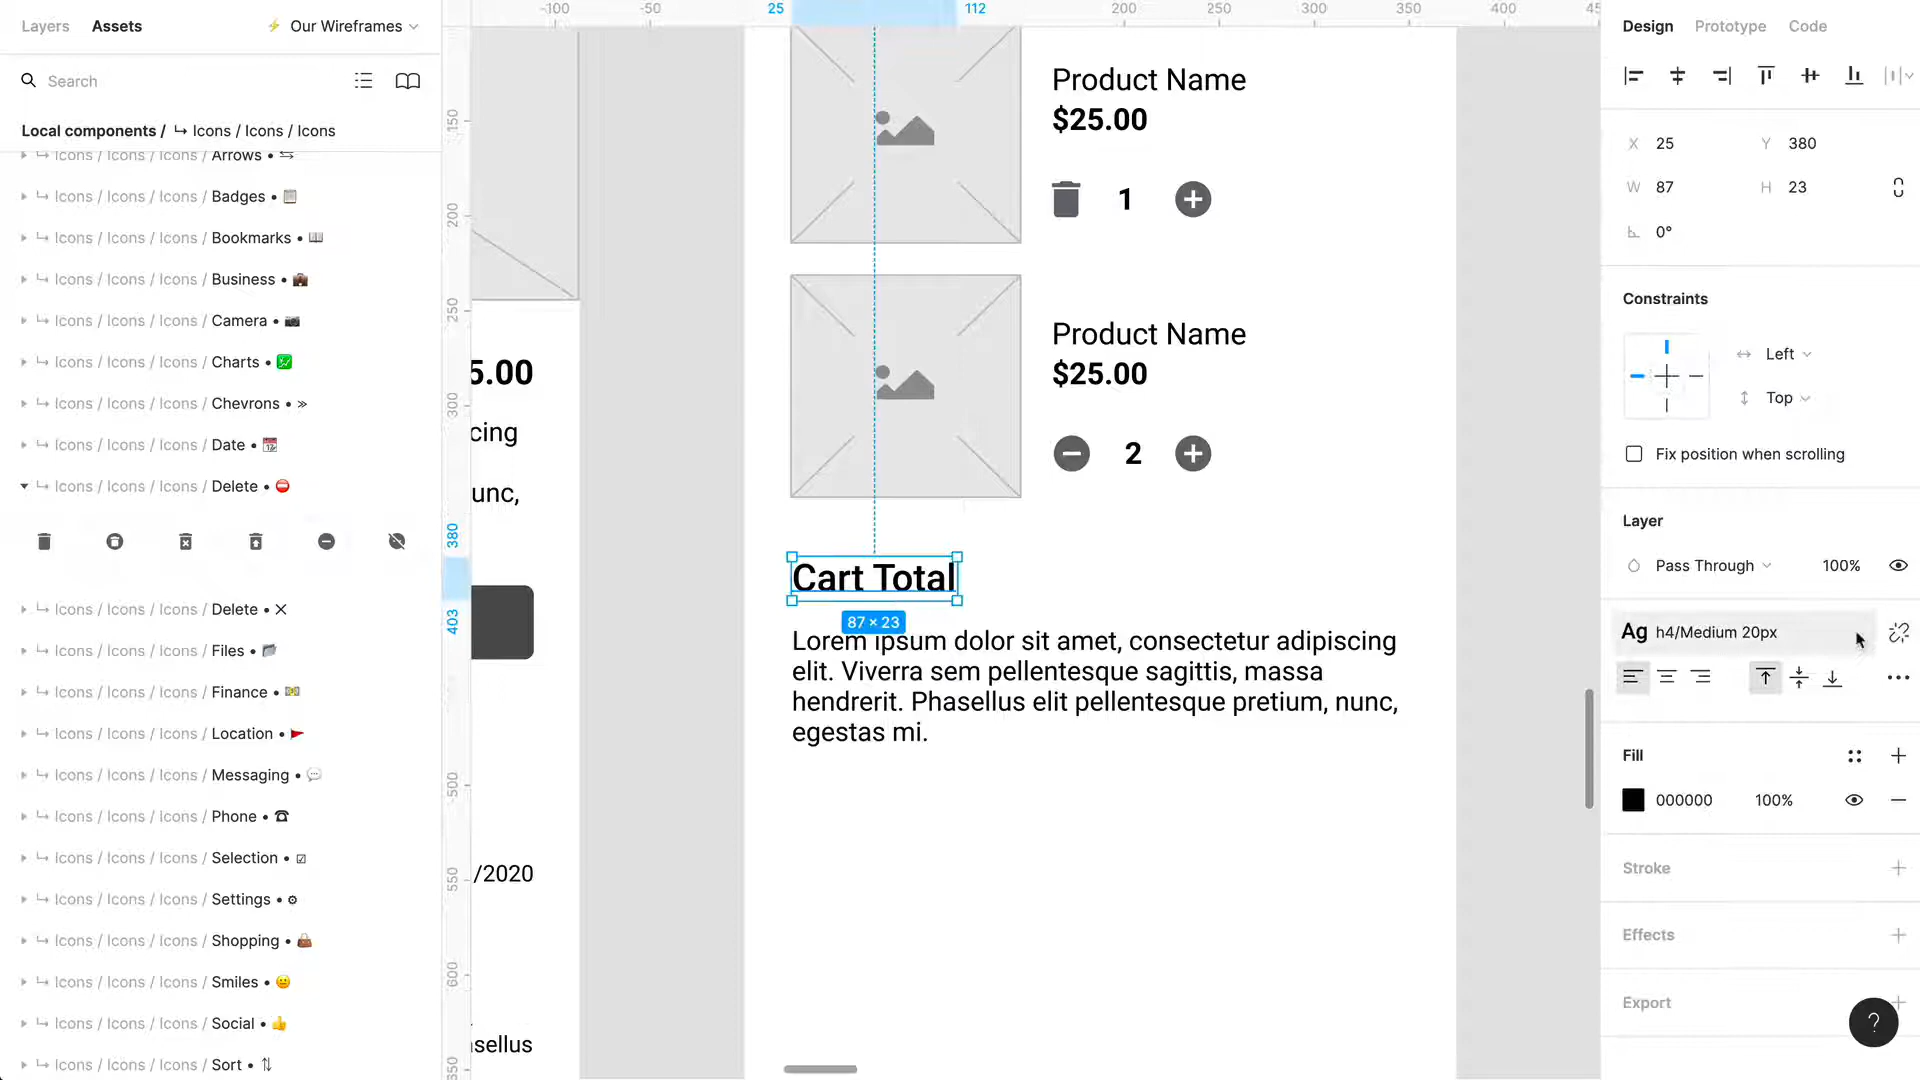 Layers
Assets
⚡ Our Wireframes
Search
Local components / ↳ Icons / Icons / Icons
↳ Icons / Icons / Icons / Arrows • ⇆
↳ Icons / Icons / Icons / Badges •
↳ Icons / Icons / Icons / Bookmarks • 📖
↳ Icons / Icons / Icons / Business • 💼
↳ Icons / Icons / Icons / Camera • 📷
↳ Icons / Icons / Icons / Charts • 💹
↳ Icons / Icons / Icons / Chevrons • »
↳ Icons / Icons / Icons / Date • 📅
↳ Icons / Icons / Icons / Delete • ⛔
↳ Icons / Icons / Icons / Delete • ✕
↳ Icons / Icons / Icons / Files • 📁
↳ Icons / Icons / Icons / Finance • 💵
↳ Icons / Icons / Icons / Location • 🚩
↳ Icons / Icons / Icons / Messaging • 💬
↳ Icons / Icons / Icons / Phone • ☎
↳ Icons / Icons / Icons / Selection • ☑
↳ Icons / Icons / Icons / Settings • ⚙
↳ Icons / Icons / Icons / Shopping • 👜
↳ Icons / Icons / Icons / Smiles • 😐
↳ Icons / Icons / Icons / Social • 👍
↳ Icons / Icons / Icons / Sort • ⇅
-100 -50 25 112 200 250 300 350 400 45
150
200
250
300
380
403
500
550
600
5.00
cing
unc,
/2020
sellus
Product Name
$25.00
1
Product Name
$25.00
2
Cart Total
87 × 23
Lorem ipsum dolor sit amet, consectetur adipiscing
elit. Viverra sem pellentesque sagittis, massa
hendrerit. Phasellus elit pellentesque pretium, nunc,
egestas mi.
Design
Prototype
Code
X 25
Y 380
W 87
H 23
0°
Constraints
Left
Top
Fix position when scrolling
Layer
Pass Through
100%
Ag h4/Medium 20px
Fill
000000
100%
Stroke
Effects
Export
?